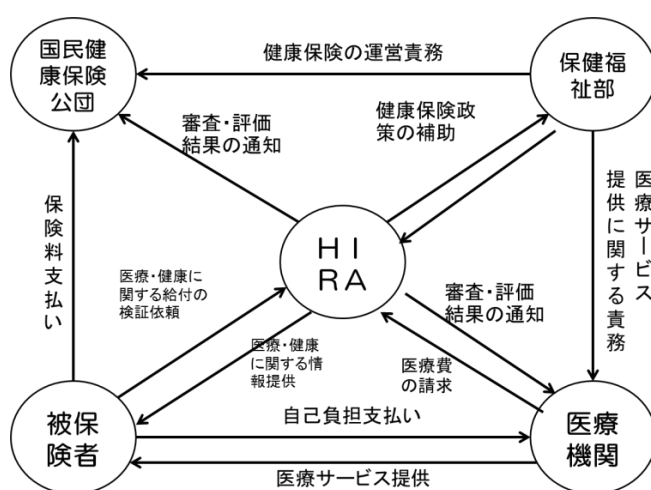 国民健
康保険
公団
健康保険の運営責務
保健福
祉部
審査・評価
結果の通知
健康保険政
策の補助
保険料支払い
HI
RA
医療サービス
提供に関する責務
医療・健康に
関する給付の
検証依頼
審査・評価
結果の通知
医療・健康
に関する情
報提供
医療費
の請求
被保
険者
自己負担支払い
医療
機関
医療サービス提供